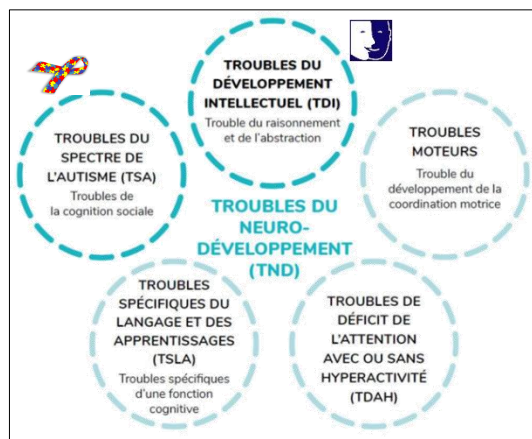 TROUBLES DU
DÉVELOPPEMENT
INTELLECTUEL (TDI)
Trouble du raisonnement
et de l'abstraction
TROUBLES DU
SPECTRE DE
L'AUTISME (TSA)
Troubles de
la cognition sociale
TROUBLES
MOTEURS
Trouble du
développement de la
coordination motrice
TROUBLES DU
NEURO-
DÉVELOPPEMENT
(TND)
TROUBLES
SPÉCIFIQUES DU
LANGAGE ET DES
APPRENTISSAGES
(TSLA)
Troubles spécifiques
d'une fonction
cognitive
TROUBLES DE
DÉFICIT DE
L'ATTENTION
AVEC OU SANS
HYPERACTIVITÉ
(TDAH)